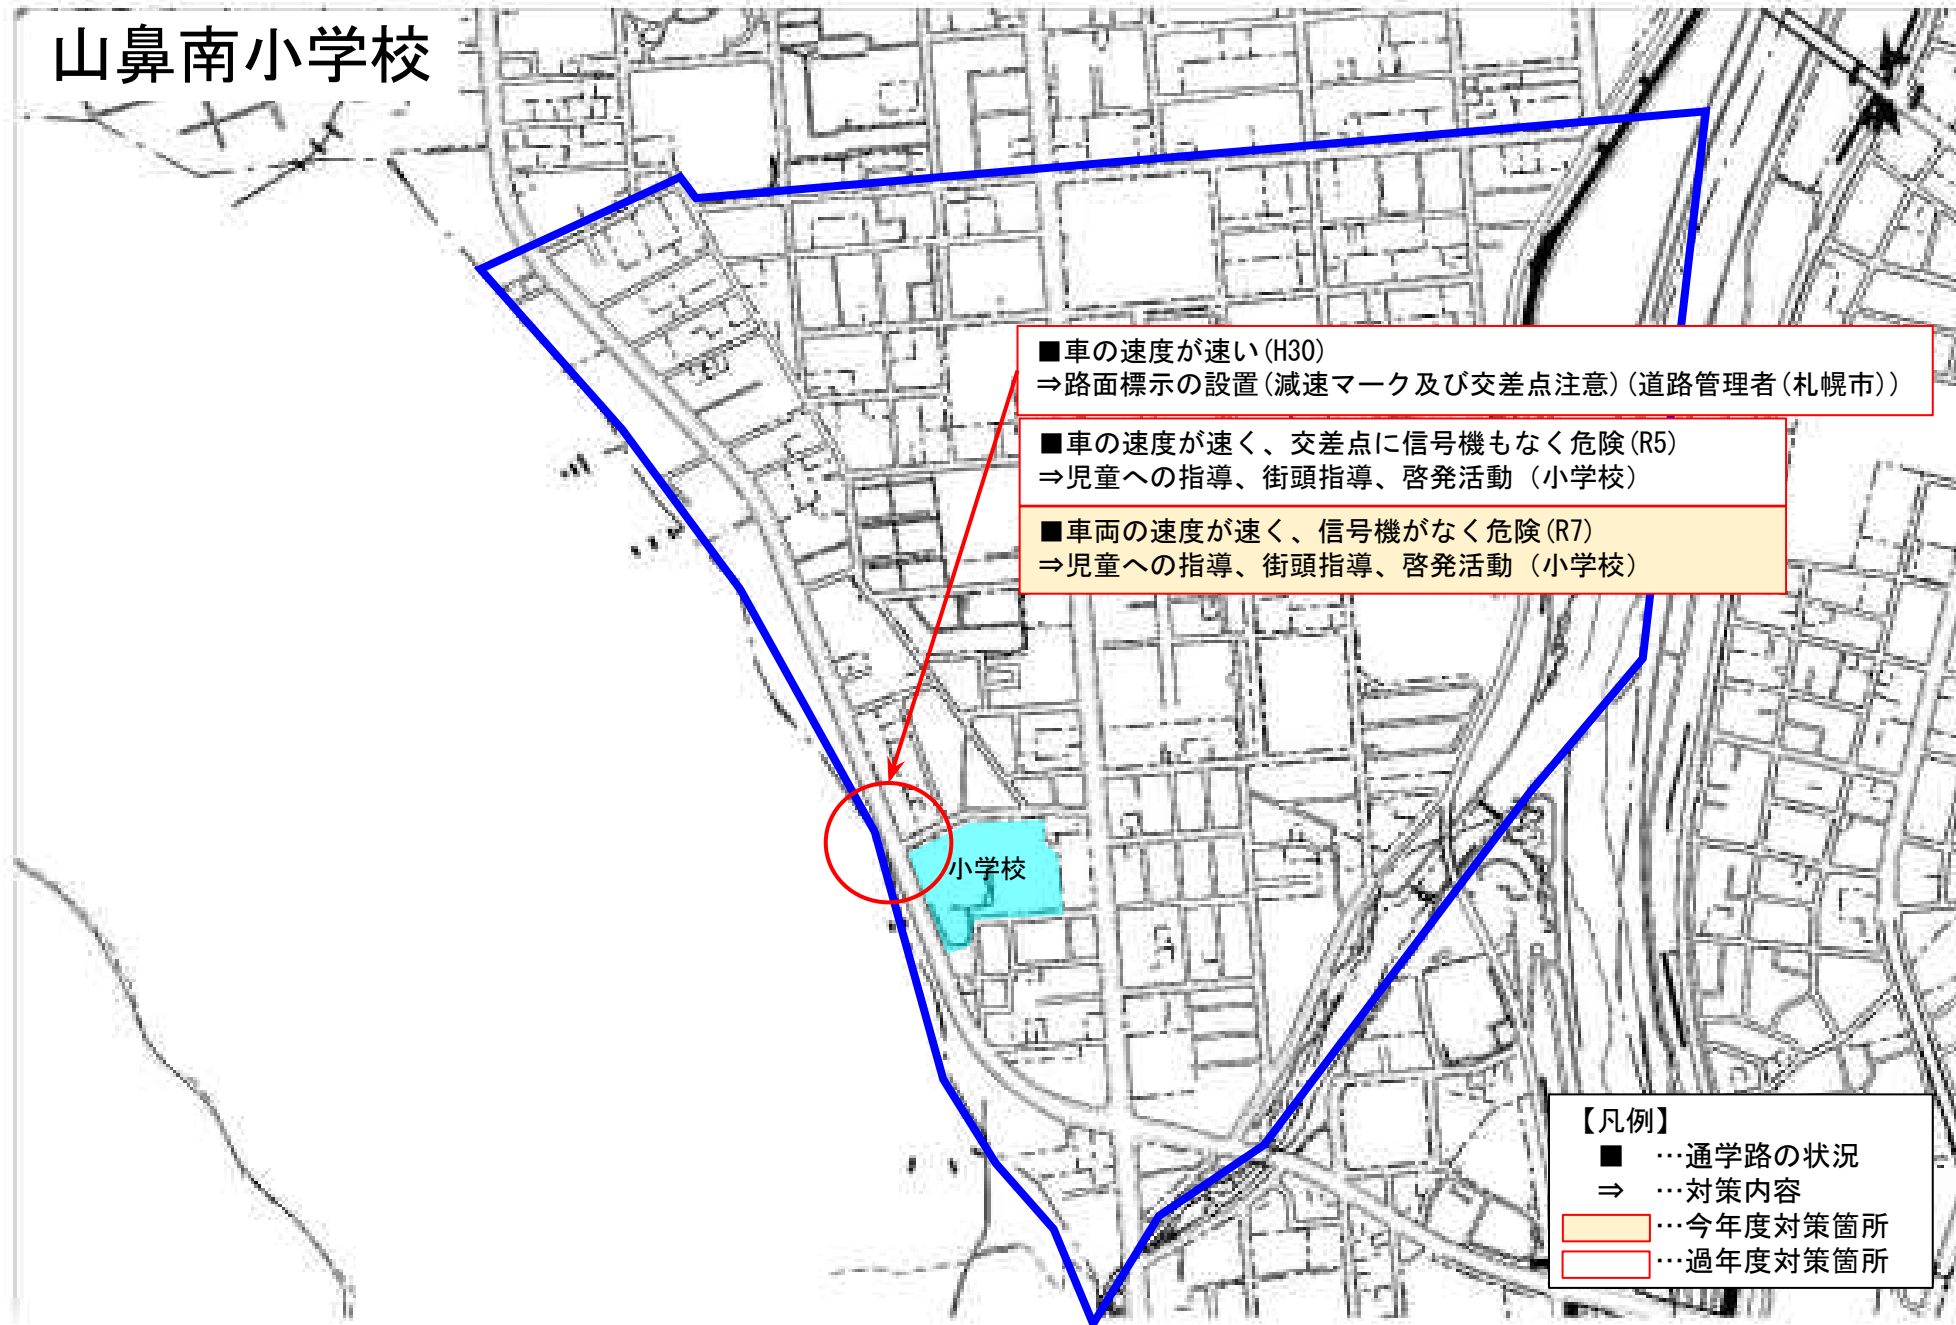 山鼻南小学校
■車の速度が速い(H30)
⇒路面標示の設置(減速マーク及び交差点注意)(道路管理者(札幌市))
■車の速度が速く、交差点に信号機もなく危険(R5)
⇒児童への指導、街頭指導、啓発活動（小学校）
■車両の速度が速く、信号機がなく危険(R7)
⇒児童への指導、街頭指導、啓発活動（小学校）
小学校
【凡例】
■ …通学路の状況
⇒ …対策内容
…今年度対策箇所
…過年度対策箇所